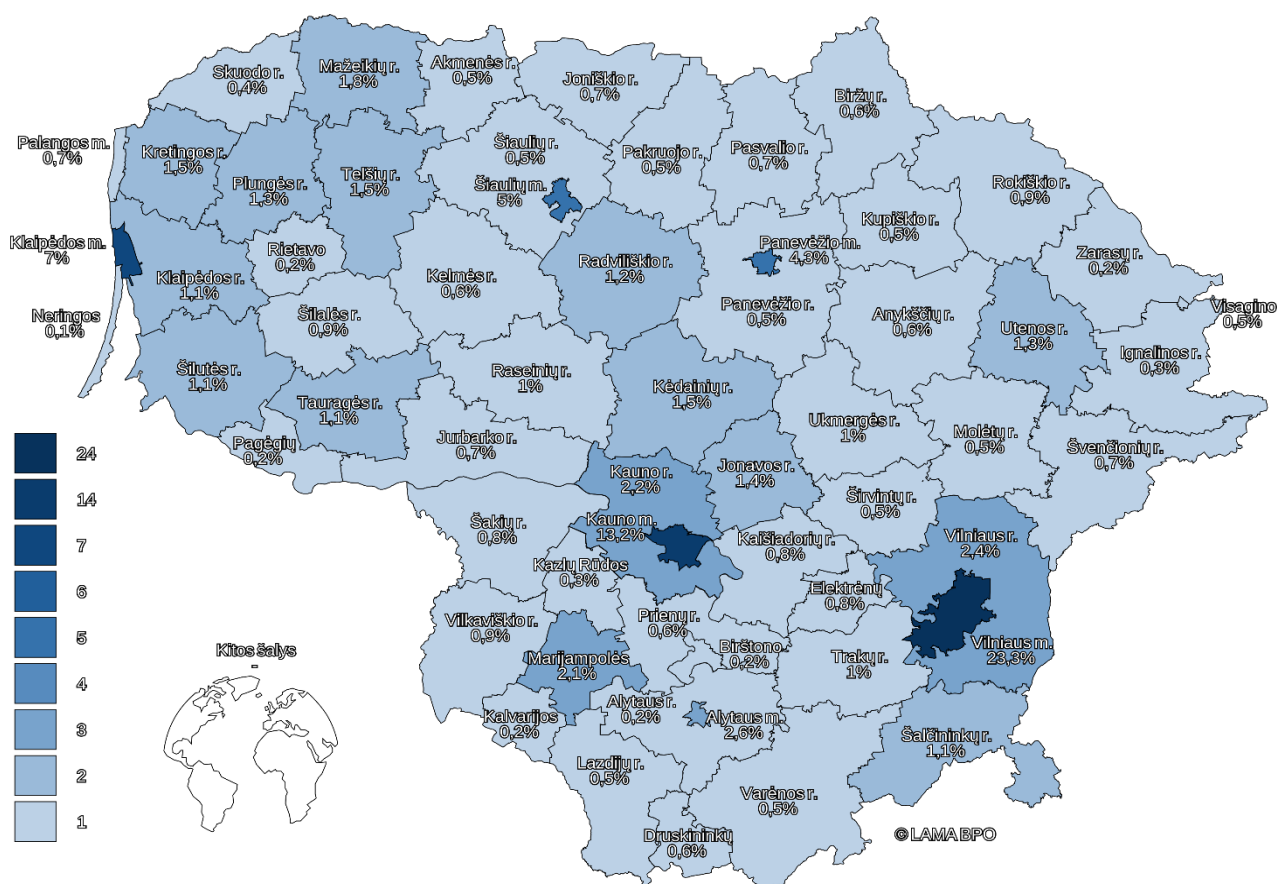 Skuodo r.
0,4%
Mažeikių r.
1,8%
Akmenės r.
0,5%
Joniškio r.
0,7%
Biržų r.
0,6%
Palangos m.
0,7%
Kretingos r.
1,5%
Plungės r.
1,3%
Telšių r.
1,5%
Šiaulių r.
0,5%
Šiaulių m.
5%
Pakruojo r.
0,5%
Pasvalio r.
0,7%
Rokiškio r.
0,9%
Kupiškio r.
0,5%
Klaipėdos m.
7%
Klaipėdos r.
1,1%
Rietavo
0,2%
Kelmės r.
0,6%
Radviliškio r.
1,2%
Panevėžio m.
4,3%
Zarasų r.
0,2%
Neringos
0,1%
Šilalės r.
0,9%
Panevėžio r.
0,5%
Anykščių r.
0,6%
Utenos r.
1,3%
Visagino
0,5%
Ignalinos r.
0,3%
Šilutės r.
1,1%
Tauragės r.
1,1%
Raseinių r.
1%
Kėdainių r.
1,5%
Ukmergės r.
1%
Molėtų r.
0,5%
Švenčionių r.
0,7%
Pagėgių
0,2%
Jurbarko r.
0,7%
Kauno r.
2,2%
Jonavos r.
1,4%
Širvintų r.
0,5%
Šakių r.
0,8%
Kauno m.
13,2%
Kaišiadorių r.
0,8%
Vilniaus r.
2,4%
Kazlų Rūdos
0,3%
Elektrėnų
0,8%
Vilkaviškio r.
0,9%
Prienų r.
0,6%
Birštono
0,2%
Trakų r.
1%
Vilniaus m.
23,3%
Marijampolės
2,1%
Kalvarijos
0,2%
Alytaus r.
0,2%
Alytaus m.
2,6%
Šalčininkų r.
1,1%
Lazdijų r.
0,5%
Varėnos r.
0,5%
Druskininkų
0,6%
24
14
7
6
5
4
3
2
1
Kitos šalys
-
© LAMA BPO